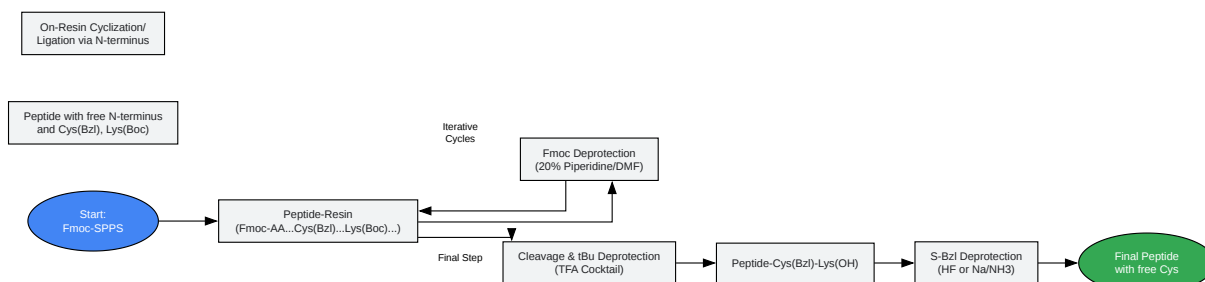 On-Resin Cyclization/
Ligation via N-terminus
Peptide with free N-terminus
and Cys(Bzl), Lys(Boc)
Iterative
Cycles
Fmoc Deprotection
(20% Piperidine/DMF)
Start:
Fmoc-SPPS
Peptide-Resin
(Fmoc-AA...Cys(Bzl)...Lys(Boc)...)
Final Step
Cleavage & tBu Deprotection
(TFA Cocktail)
Peptide-Cys(Bzl)-Lys(OH)
S-Bzl Deprotection
(HF or Na/NH3)
Final Peptide
with free Cys